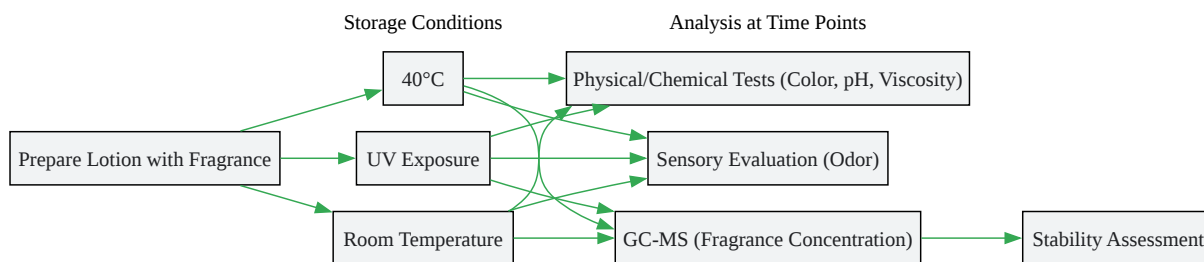 Storage Conditions
Analysis at Time Points
40°C
Physical/Chemical Tests (Color, pH, Viscosity)
Prepare Lotion with Fragrance
UV Exposure
Sensory Evaluation (Odor)
Room Temperature
GC-MS (Fragrance Concentration)
Stability Assessment